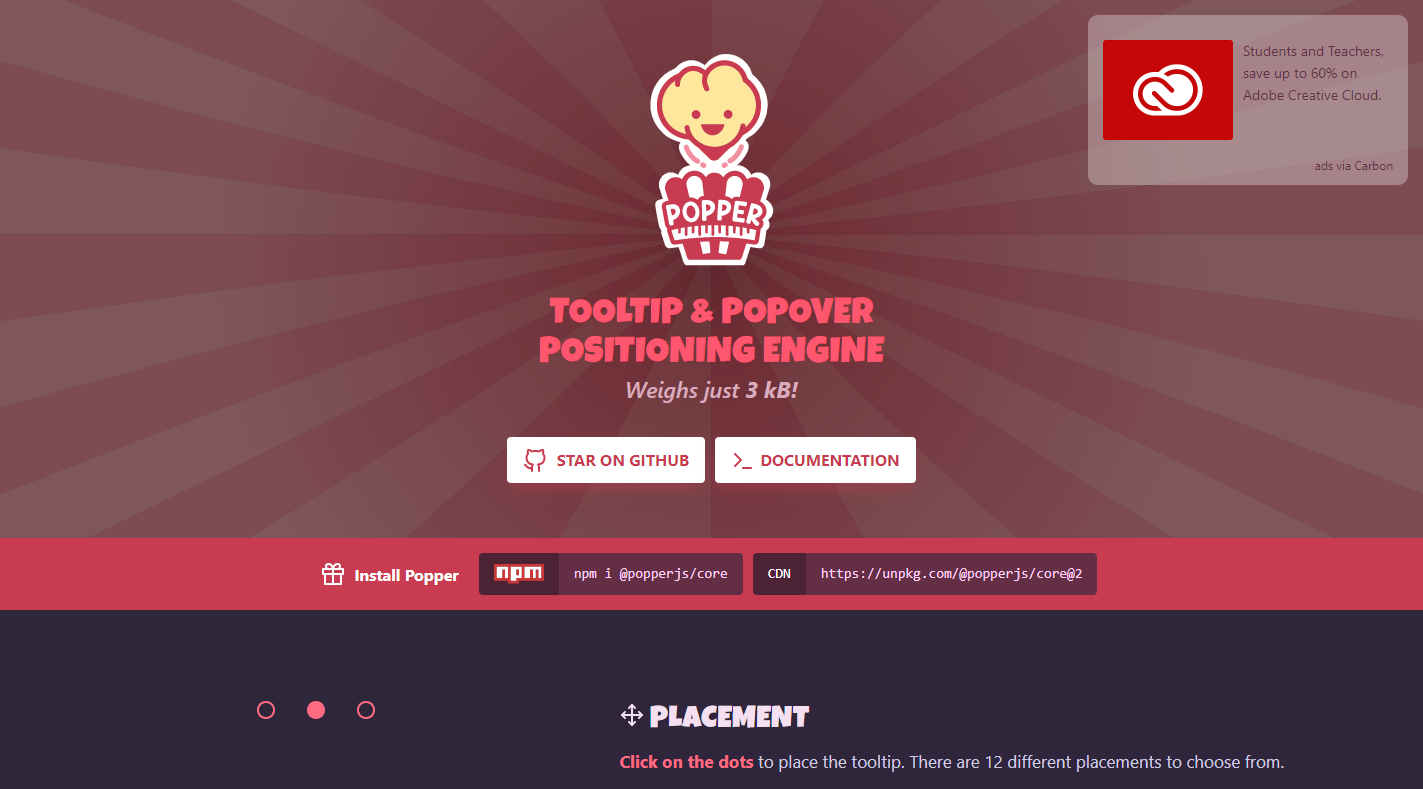 Students and Teachers,
save up to 60% on
Adobe Creative Cloud.
ads via Carbon
POPPER
TOOLTIP & POPOVER
POSITIONING ENGINE
Weighs just 3 kB!
STAR ON GITHUB
DOCUMENTATION
Install Popper
npm
npm i @popperjs/core
CDN
https://unpkg.com/@popperjs/core@2
PLACEMENT
Click on the dots to place the tooltip. There are 12 different placements to choose from.